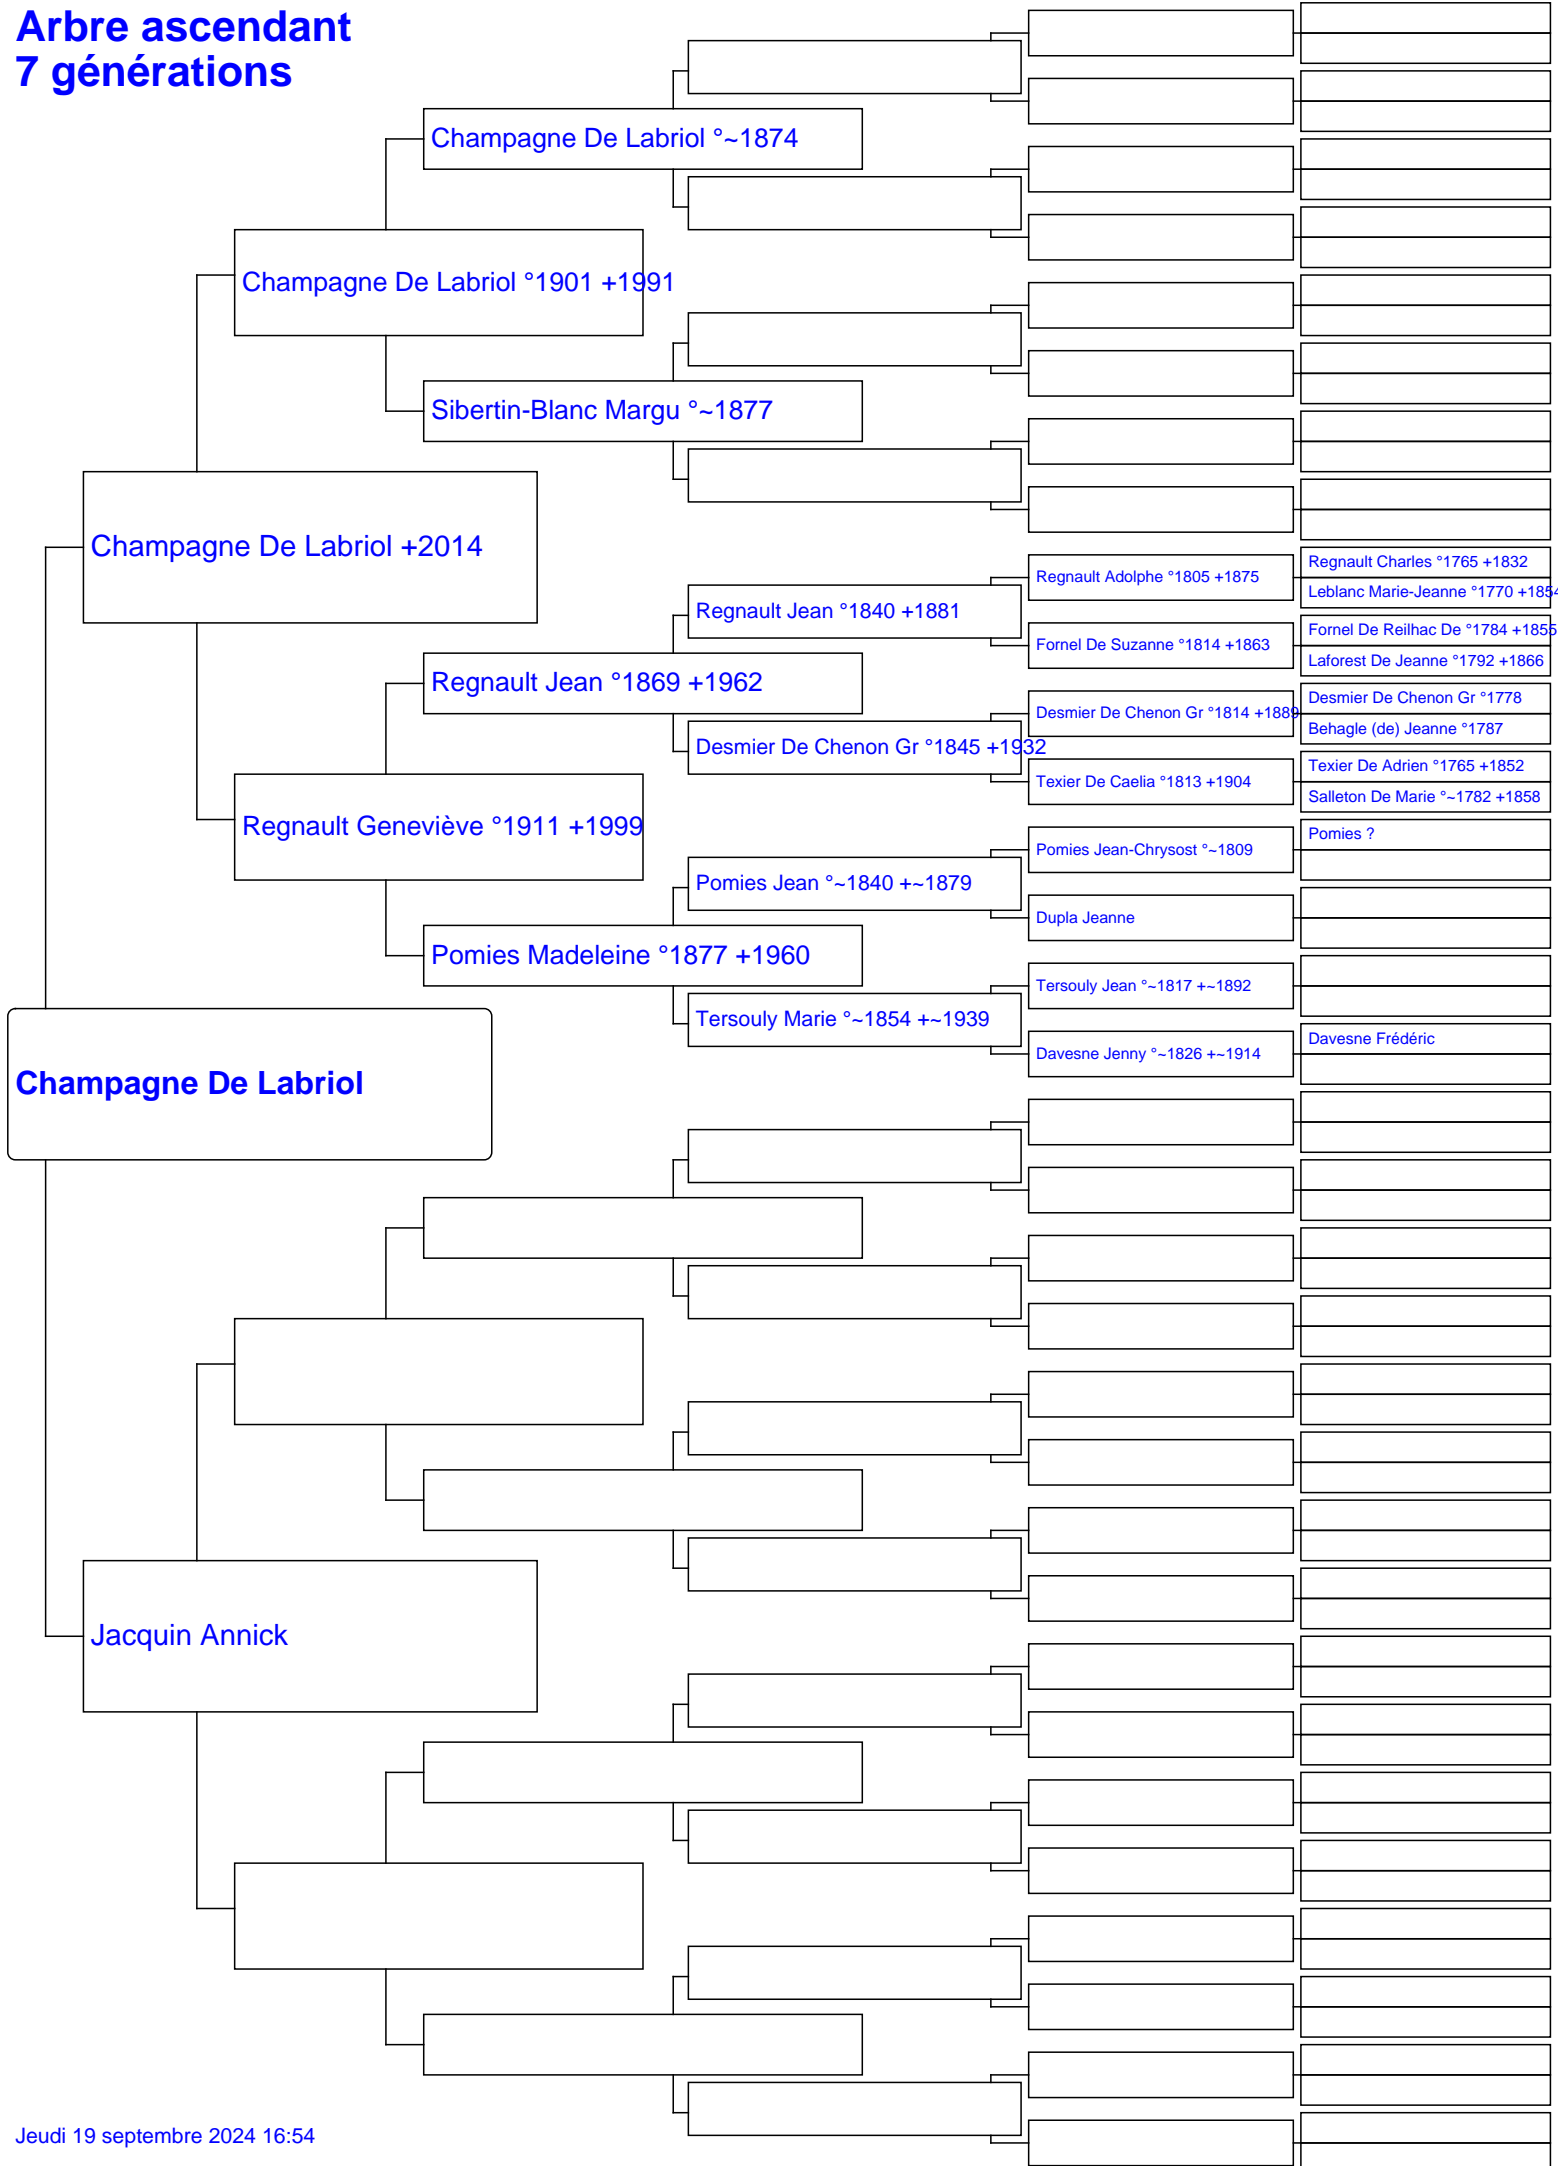 Arbre ascendant
7 générations
Champagne De Labriol °~1874
Champagne De Labriol °1901 +1991
Sibertin-Blanc Margu °~1877
Champagne De Labriol +2014
Regnault Charles °1765 +1832
Regnault Adolphe °1805 +1875
Leblanc Marie-Jeanne °1770 +1854
Regnault Jean °1840 +1881
Fornel De Reilhac De °1784 +1855
Fornel De Suzanne °1814 +1863
Laforest De Jeanne °1792 +1866
Regnault Jean °1869 +1962
Desmier De Chenon Gr °1778
Desmier De Chenon Gr °1814 +1889
Behagle (de) Jeanne °1787
Desmier De Chenon Gr °1845 +1932
Texier De Adrien °1765 +1852
Texier De Caelia °1813 +1904
Salleton De Marie °~1782 +1858
Regnault Geneviève °1911 +1999
Pomies ?
Pomies Jean-Chrysost °~1809
Pomies Jean °~1840 +~1879
Dupla Jeanne
Pomies Madeleine °1877 +1960
Tersouly Jean °~1817 +~1892
Tersouly Marie °~1854 +~1939
Davesne Frédéric
Davesne Jenny °~1826 +~1914
Champagne De Labriol
Jacquin Annick
Jeudi 19 septembre 2024 16:54